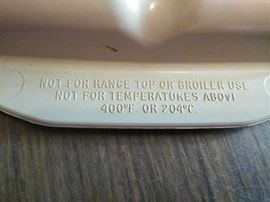 NOT FOR RANGE TOP OR BROILER USE
NOT FOR TEMPERATURES ABOVE
400°F. OR 204°C.